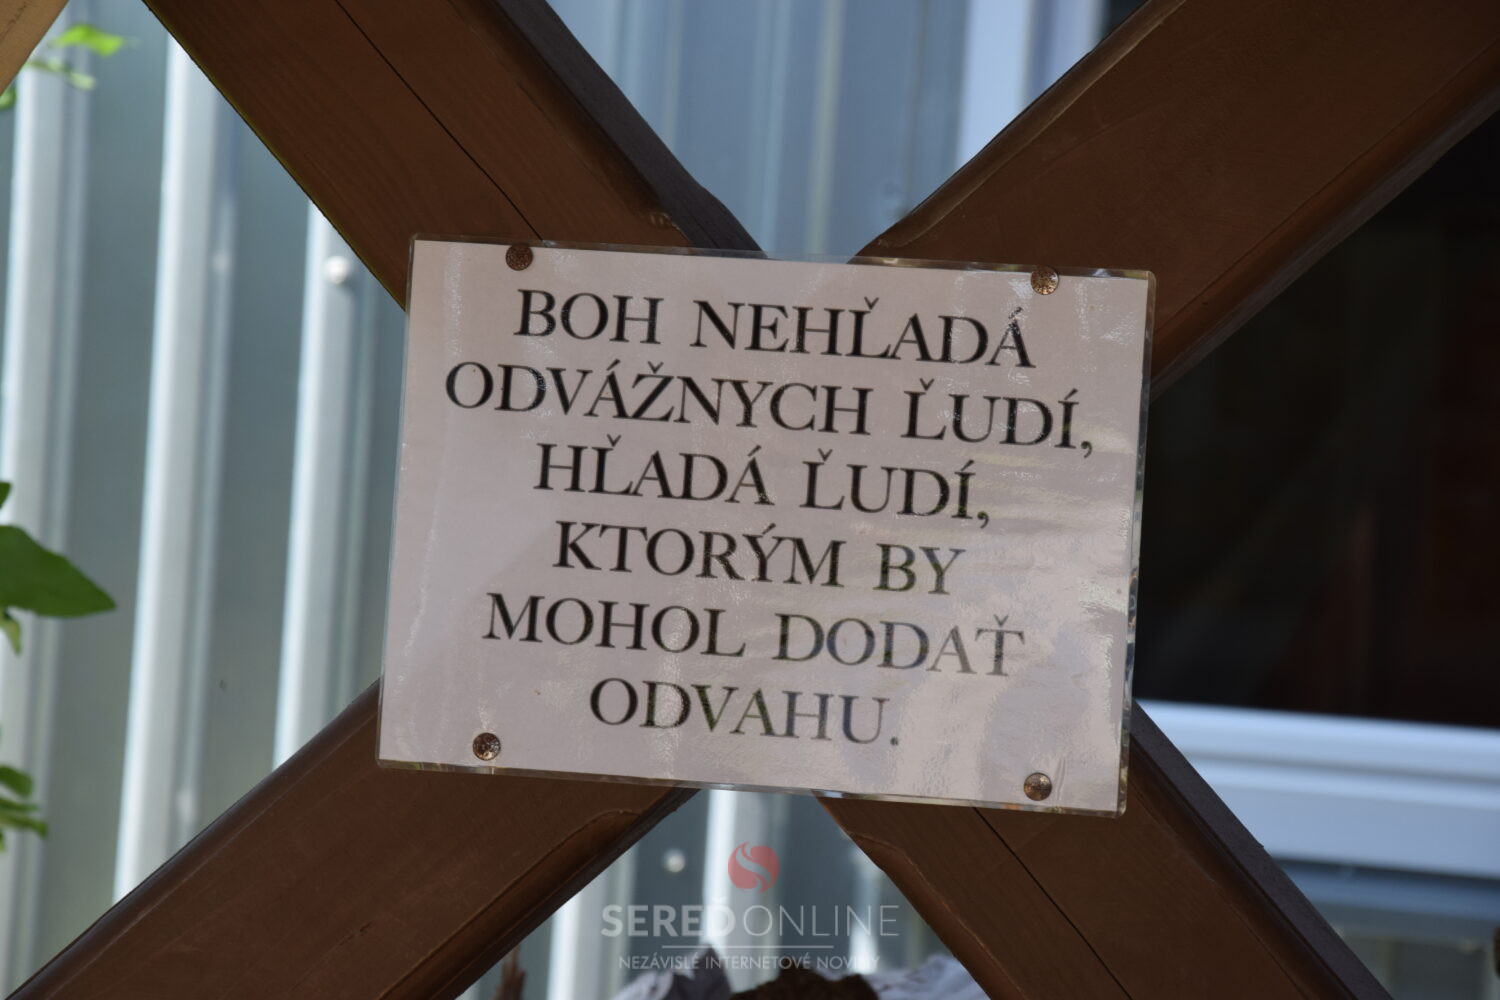 BOH NEHĽADÁ
ODVÁŽNYCH ĽUDÍ,
HĽADÁ ĽUDÍ,
KTORÝM BY
MOHOL DODAŤ
ODVAHU.
SEREĎONLINE
NEZÁVISLÉ INTERNETOVÉ NOVINY